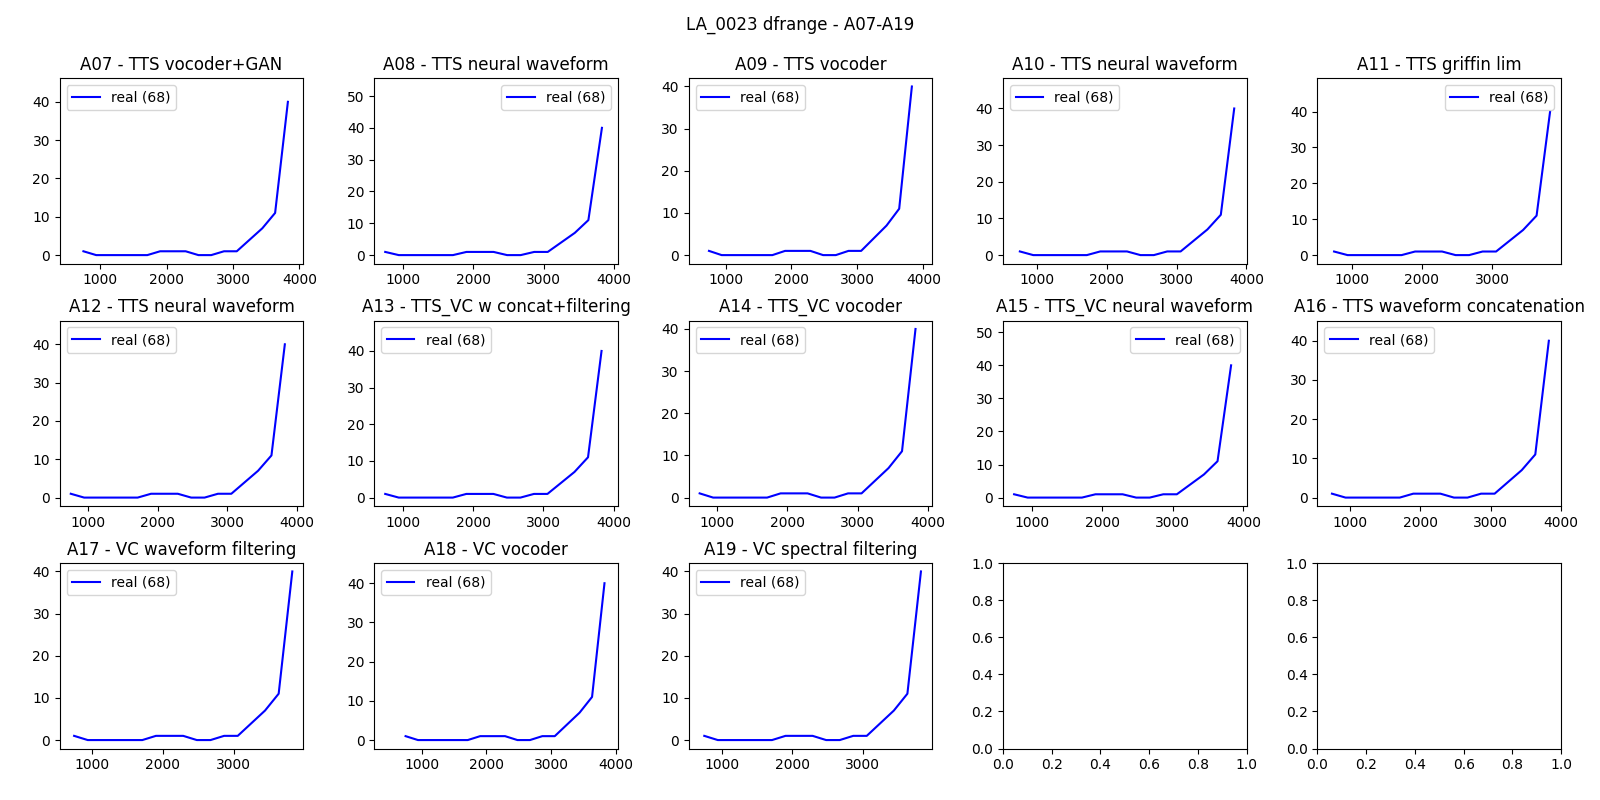 LA_0023 dfrange - A07-A19
A07 - TTS vocoder+GAN
real (68)
40
30
20
10
0
1000 2000 3000 4000
A08 - TTS neural waveform
real (68)
50
40
30
20
10
0
1000 2000 3000 4000
A09 - TTS vocoder
real (68)
40
30
20
10
0
1000 2000 3000 4000
A10 - TTS neural waveform
real (68)
40
30
20
10
0
1000 2000 3000 4000
A11 - TTS griffin lim
real (68)
40
30
20
10
0
1000 2000 3000
A12 - TTS neural waveform
real (68)
40
30
20
10
0
1000 2000 3000 4000
A13 - TTS_VC w concat+filtering
real (68)
40
30
20
10
0
1000 2000 3000 4000
A14 - TTS_VC vocoder
real (68)
40
30
20
10
0
1000 2000 3000 4000
A15 - TTS_VC neural waveform
real (68)
50
40
30
20
10
0
1000 2000 3000 4000
A16 - TTS waveform concatenation
real (68)
40
30
20
10
0
1000 2000 3000 4000
A17 - VC waveform filtering
real (68)
40
30
20
10
0
1000 2000 3000
A18 - VC vocoder
real (68)
40
30
20
10
0
1000 2000 3000 4000
A19 - VC spectral filtering
real (68)
40
30
20
10
0
1000 2000 3000
1.0
0.8
0.6
0.4
0.2
0.0
0.0 0.2 0.4 0.6 0.8 1.0
1.0
0.8
0.6
0.4
0.2
0.0
0.0 0.2 0.4 0.6 0.8 1.0